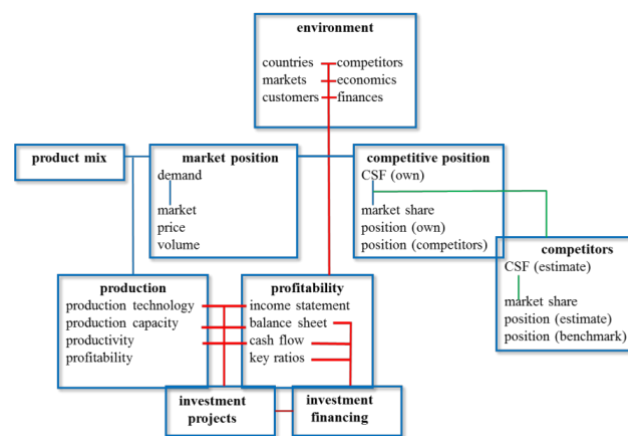 environment
countries competitors
markets economics
customers finances
product mix
market position
demand
market
price
volume
competitive position
CSF (own)
market share
position (own)
position (competitors)
competitors
CSF (estimate)
market share
position (estimate)
position (benchmark)
production
production technology
production capacity
productivity
profitability
profitability
income statement
balance sheet
cash flow
key ratios
investment
projects
investment
financing